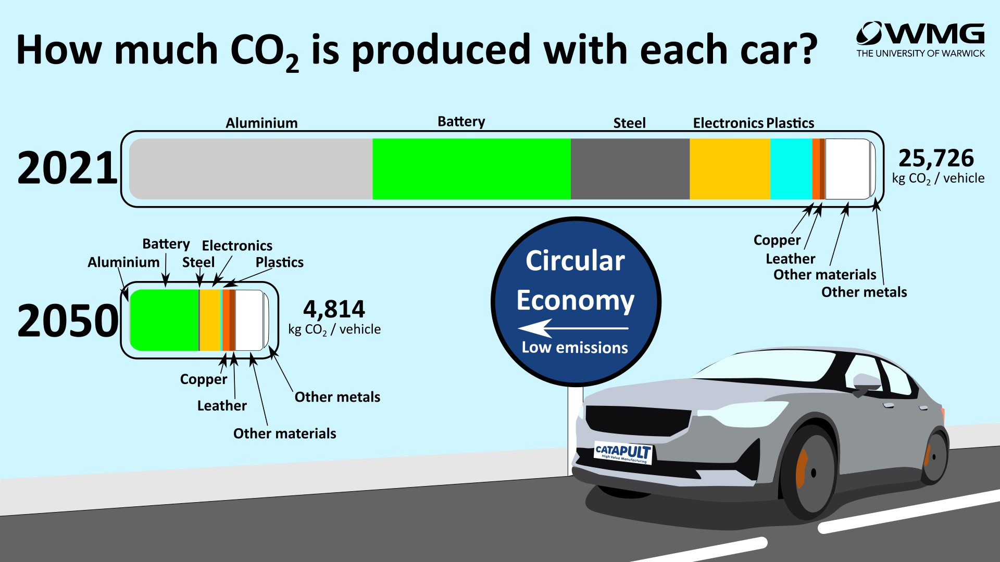 How much CO₂ is produced with each car?
WMG
THE UNIVERSITY OF WARWICK
Aluminium Battery Steel Electronics Plastics
2021
25,726
kg CO₂ / vehicle
Copper
Leather
Other materials
Other metals
Battery Electronics
Aluminium Steel Plastics
2050
4,814
kg CO₂ / vehicle
Copper
Leather
Other metals
Other materials
Circular
Economy
Low emissions
CATAPULT
High Value Manufacturing